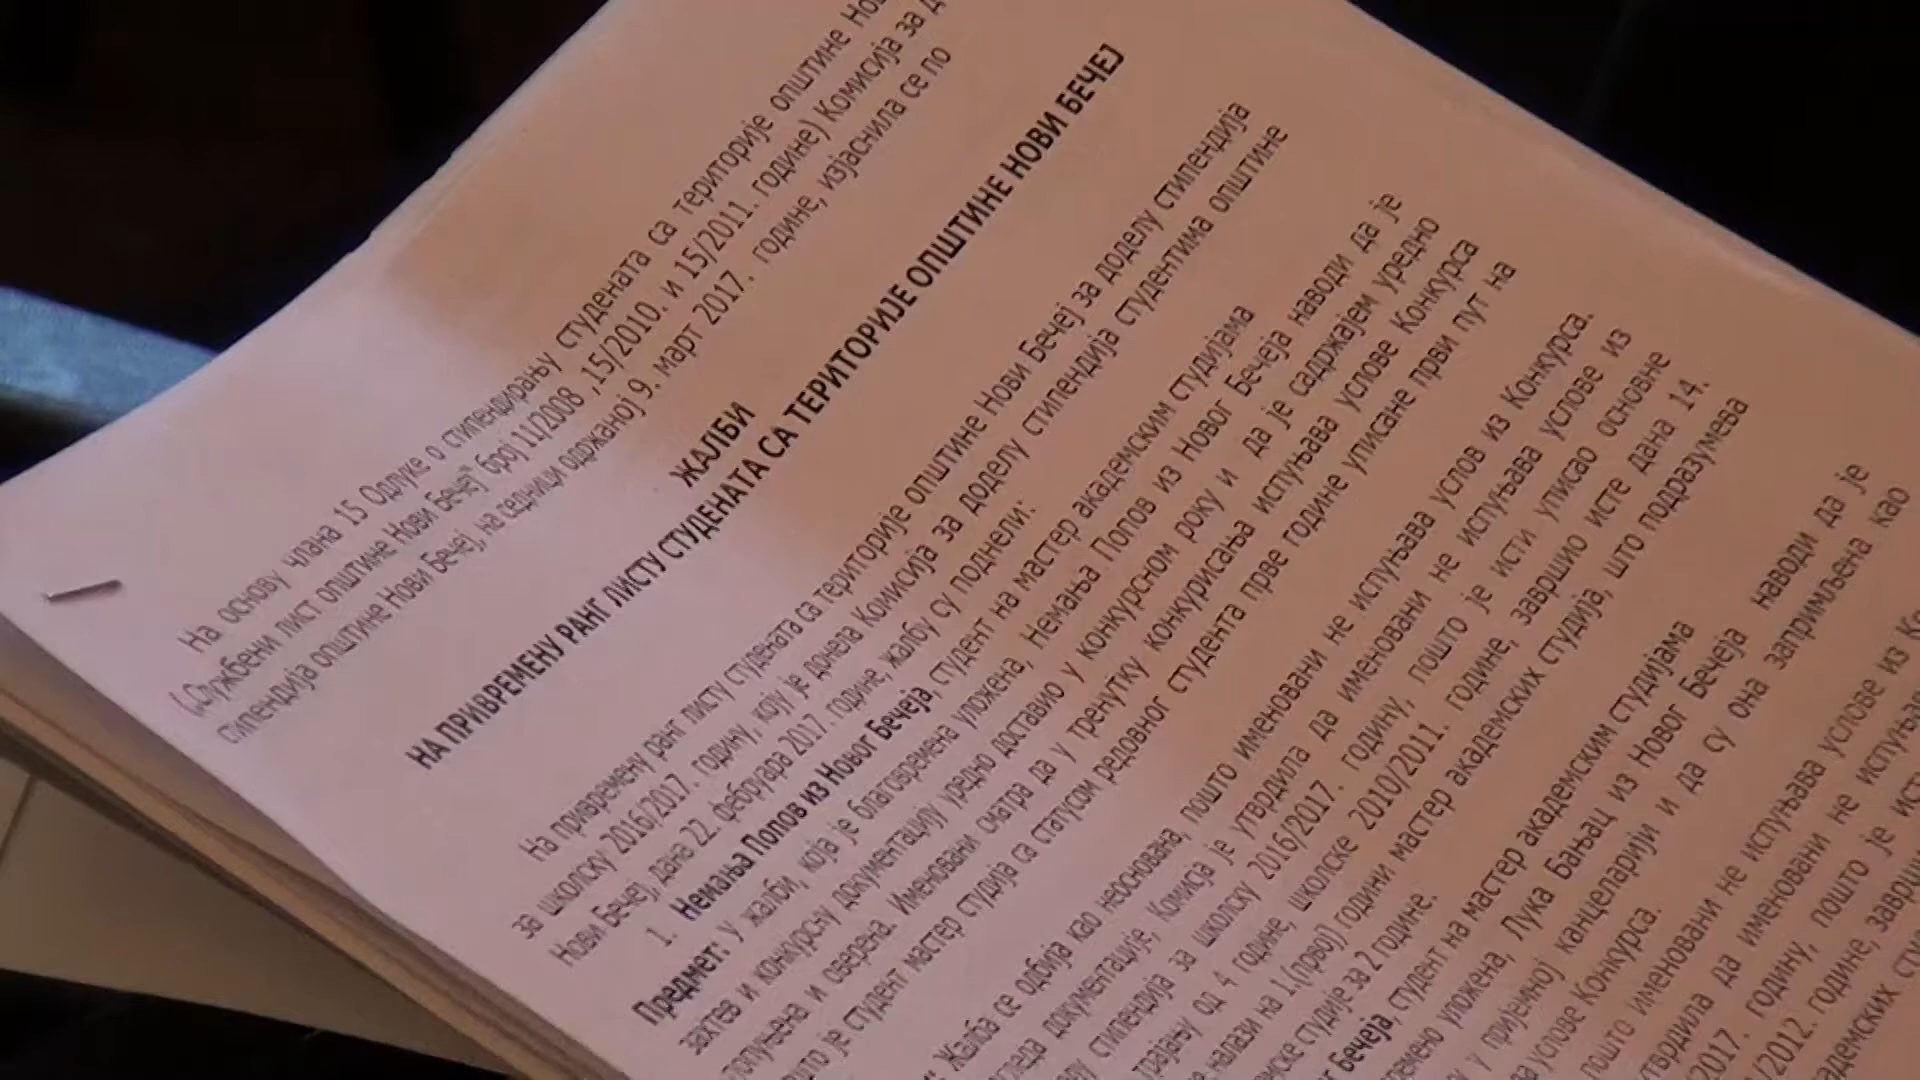 На основу члана 15 Одлуке о стипендирању студената са територије општине Но
(„Службени лист општине Нови Бечеј" број 11/2008 ,15/2010. и 15/2011. године) Комисија за д
стипендија општине Нови Бечеј, на седници одржаној 9. март 2017. године, изјаснила се по
ЖАЛБИ
НА ПРИВРЕМЕНУ РАНГ ЛИСТУ СТУДЕНАТА СА ТЕРИТОРИЈЕ ОПШТИНЕ НОВИ БЕЧЕЈ
На привремену ранг листу студената са територије општине Нови Бечеј за доделу стипендија
за школску 2016/2017. годину, коју је донела Комисија за доделу стипендија студентима општине
Нови Бечеј, дана 22. фебруара 2017. године, жалбу су поднели:
1. Немања Попов из Новог Бечеја, студент на мастер академским студијама
Предмет: У жалби, која је благовремена уложена, Немања Попов из Новог Бечеја наводи да је
захтев и конкурсну документацију уредно доставио у конкурсном року и да је садржајем уредно
попуњена и оверена. Именовани сматра да у тренутку конкурисања испуњава услове Конкурса
што је студент мастер студија са статусом редовног студента прве године уписане први пут на
Жалба се одбија као неоснована, пошто именовани не испуњава услов из Конкурса.
документације, Комисја је утврдила да именовани не испуњава услове из
стипендија за школску 2016/2017. годину, пошто је исти уписао основне
трајању од 4 године, школске 2010/2011. године, завршио исте дана 14.
налази на 1.(првој) години мастер академских студија, што подразумева
студије за 2 године.
Бечеја, студент на мастер академским студијама
уложена, Лука Бањац из Новог Бечеја наводи да је
у пријемној канцеларији и да су она запримљена као
услове Конкурса.
пошто именовани не испуњава услове из
утврдила да именовани не
2017. годину, пошто је
/2012. године,